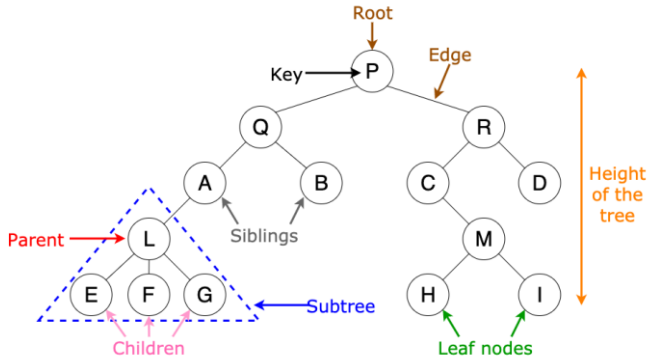 Root
Key
P
Edge
Q
R
A
B
C
D
Height
of the
tree
Siblings
Parent
L
M
E
F
G
H
I
Subtree
Children
Leaf nodes